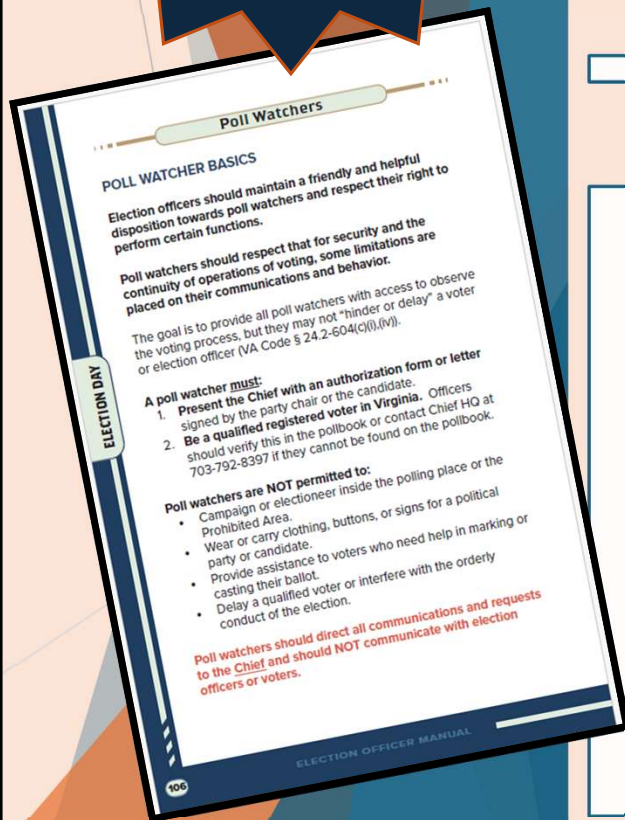 Poll Watchers
POLL WATCHER BASICS
Election officers should maintain a friendly and helpful
disposition towards poll watchers and respect their right to
perform certain functions.
Poll watchers should respect that for security and the
continuity of operations of voting, some limitations are
placed on their communications and behavior.
The goal is to provide all poll watchers with access to observe
the voting process, but they may not “hinder or delay” a voter
or election officer (VA Code § 24.2-604(c)(i),(iv)).
A poll watcher must:
1. Present the Chief with an authorization form or letter
signed by the party chair or the candidate.
2. Be a qualified registered voter in Virginia. Officers
should verify this in the pollbook or contact Chief HQ at
703-792-8397 if they cannot be found on the pollbook.
Poll watchers are NOT permitted to:
• Campaign or electioneer inside the polling place or the
Prohibited Area.
• Wear or carry clothing, buttons, or signs for a political
party or candidate.
• Provide assistance to voters who need help in marking or
casting their ballot.
• Delay a qualified voter or interfere with the orderly
conduct of the election.
Poll watchers should direct all communications and requests
to the Chief and should NOT communicate with election
officers or voters.
ELECTION DAY
106
ELECTION OFFICER MANUAL